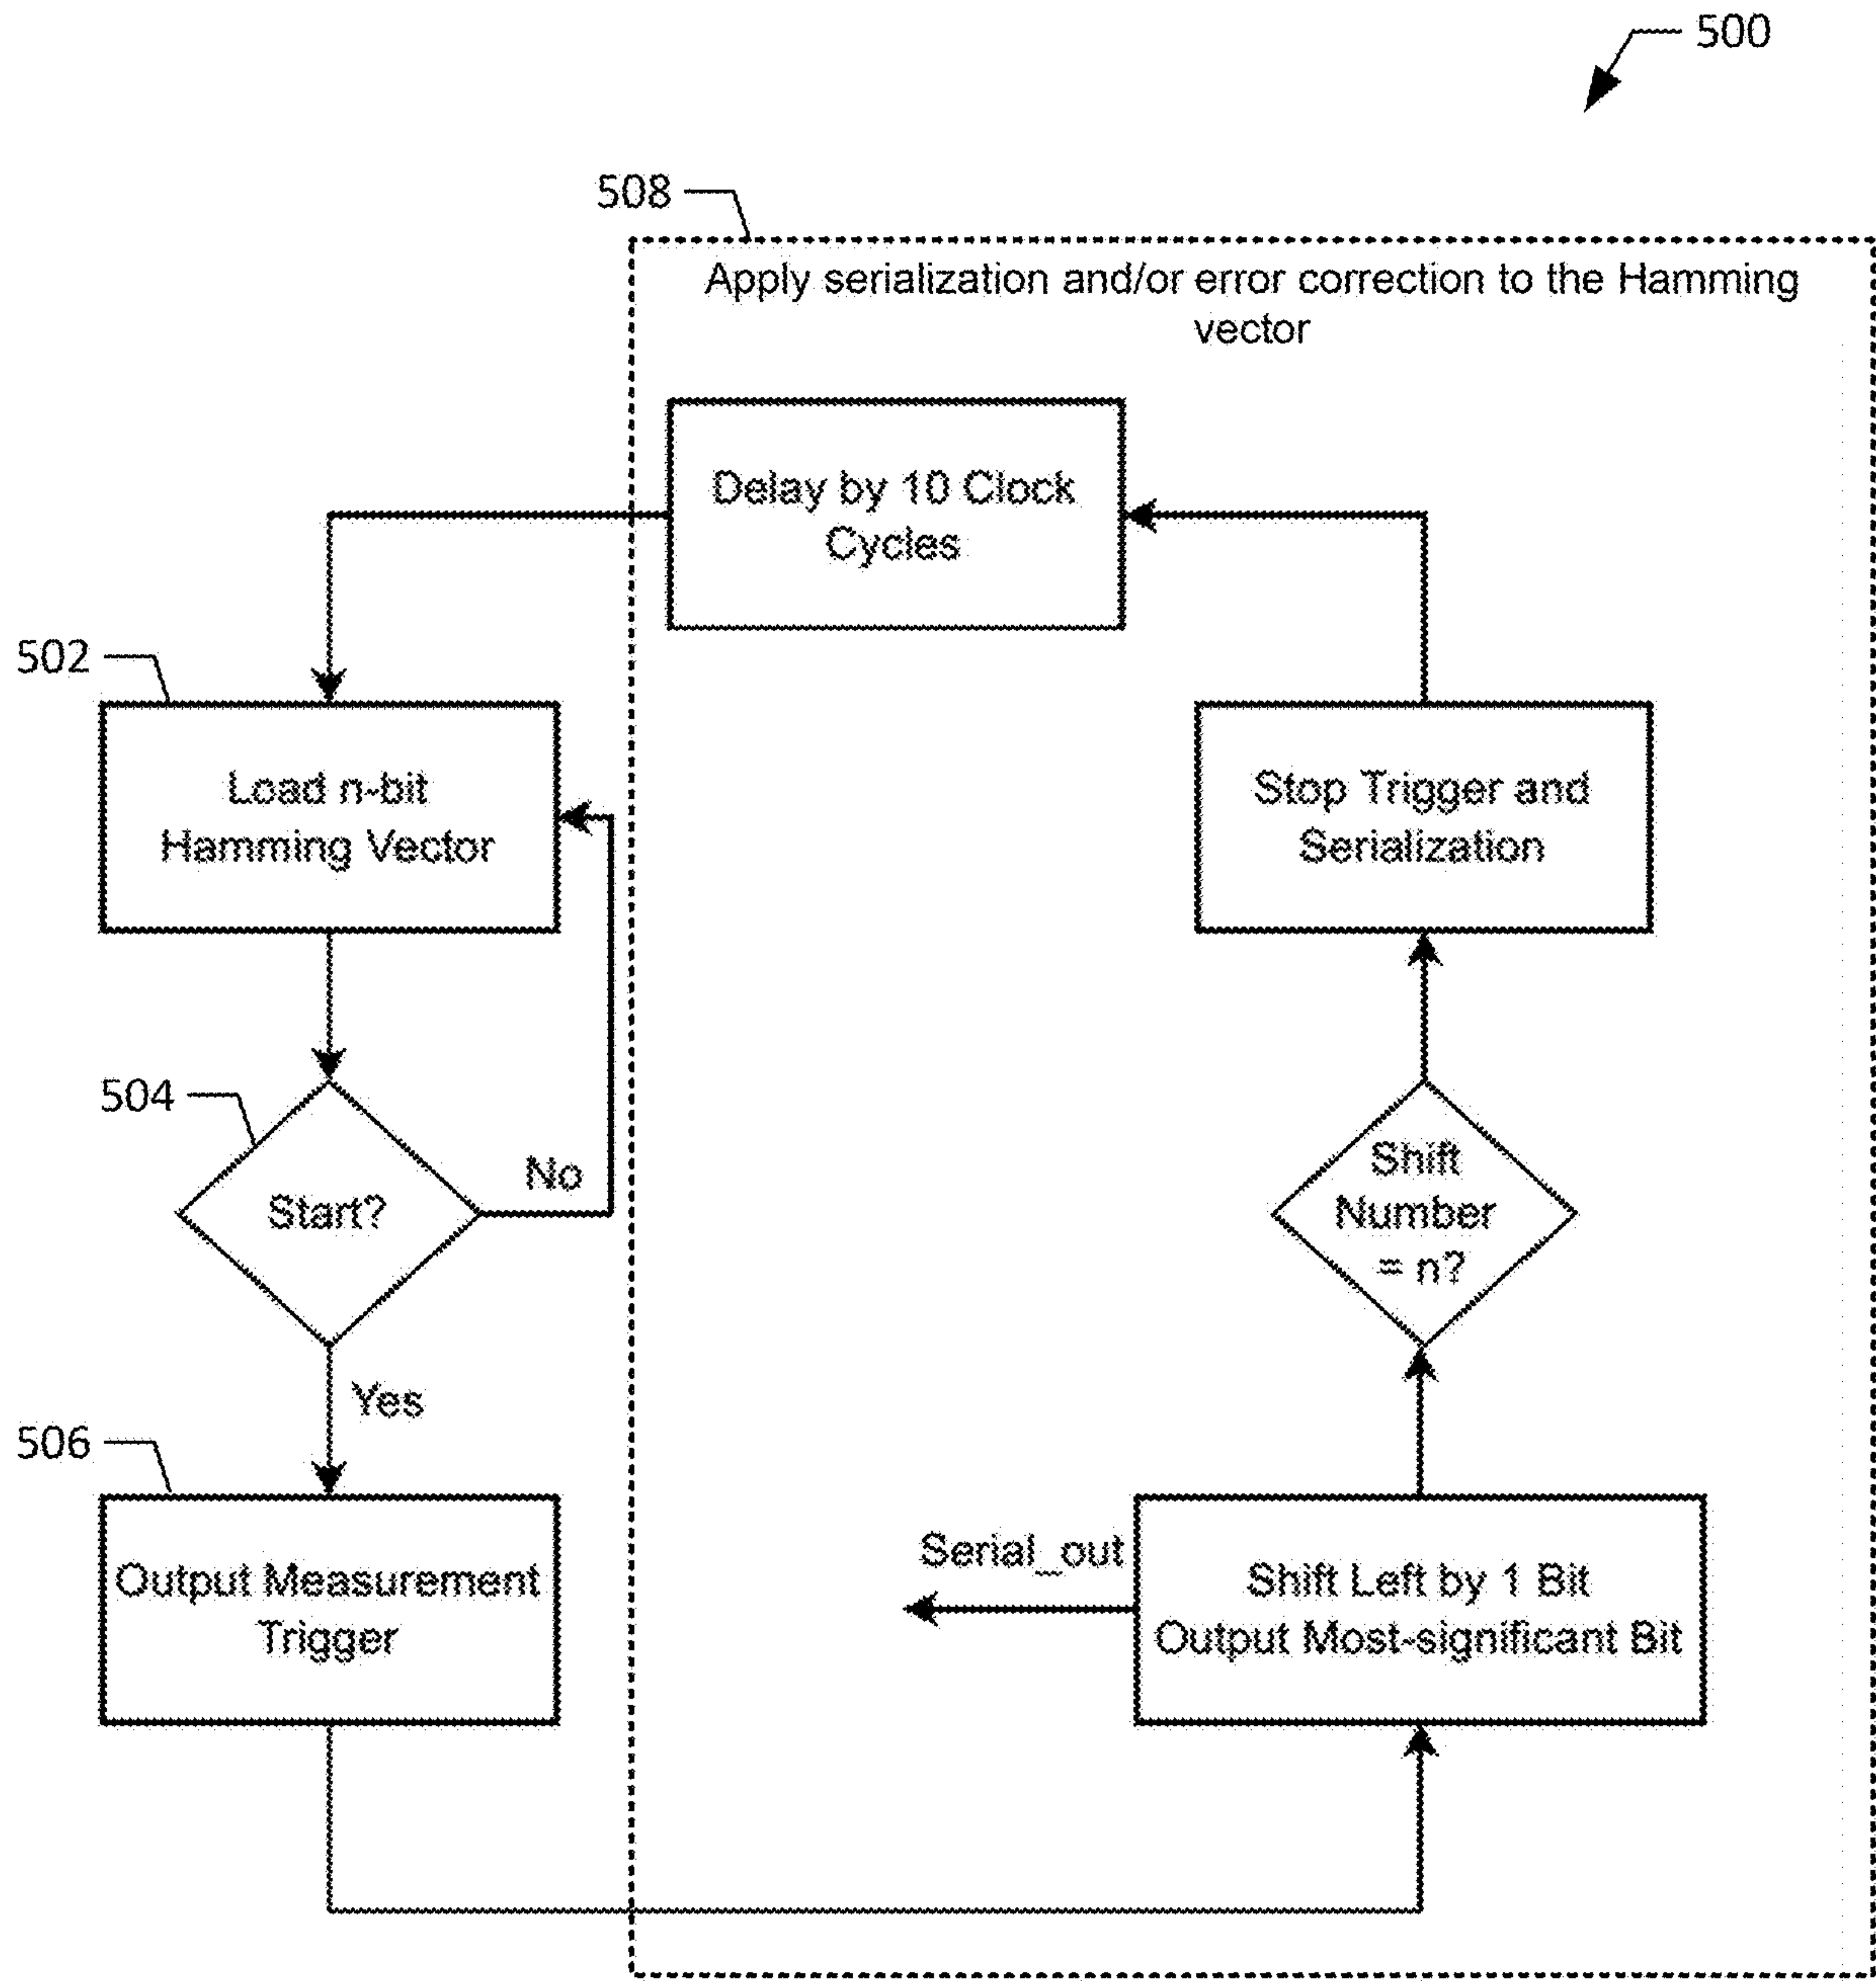 500
508
Apply serialization and/or error correction to the Hamming
vector
Delay by 10 Clock
Cycles
502
Load n-bit
Hamming Vector
Stop Trigger and
Serialization
504
Start?
No
Shift
Number
= n?
Yes
506
Output Measurement
Trigger
Serial_out
Shift Left by 1 Bit
Output Most-significant Bit